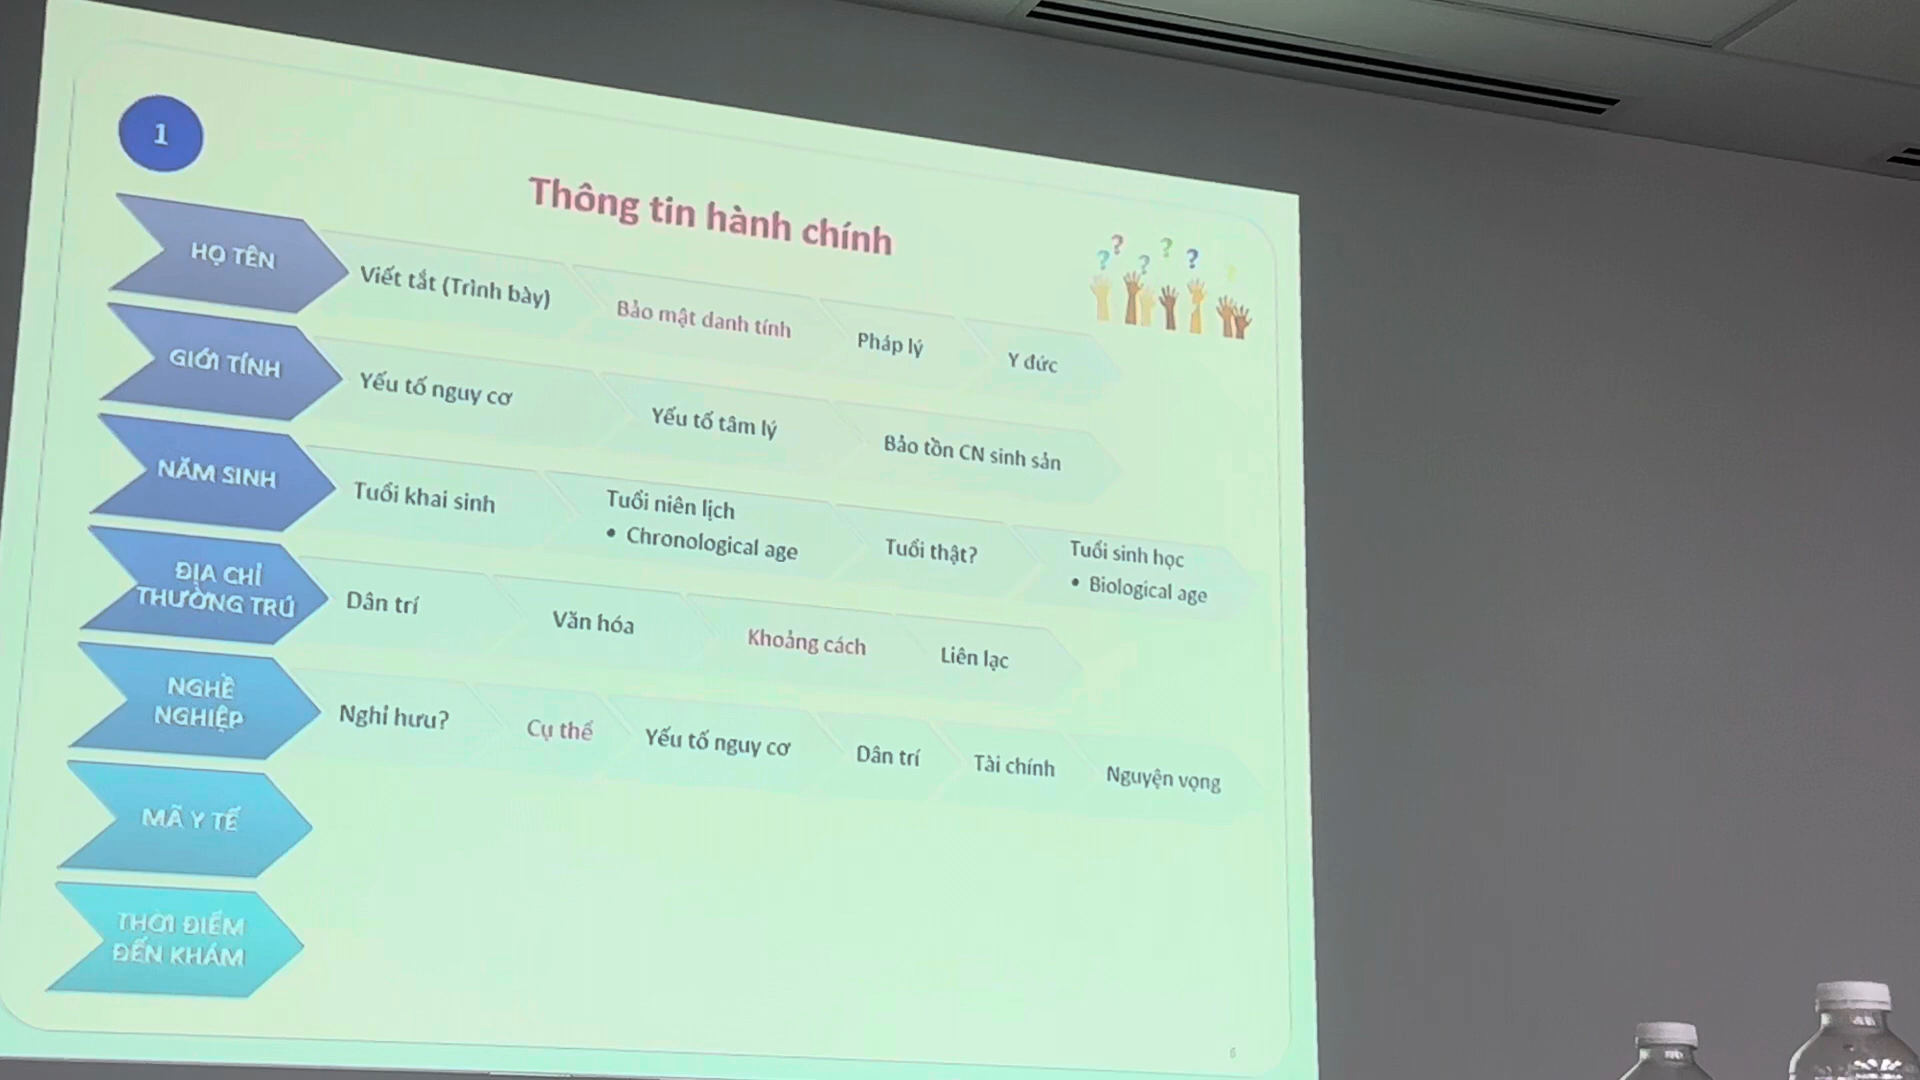 1
Thông tin hành chính
? ? ? ? ? ?
HỌ TÊN
Viết tắt (Trình bày)
Bảo mật danh tính
Pháp lý
Y đức
GIỚI TÍNH
Yếu tố nguy cơ
Yếu tố tâm lý
Bảo tồn CN sinh sản
NĂM SINH
Tuổi khai sinh
Tuổi niên lịch
• Chronological age
Tuổi thật?
Tuổi sinh học
• Biological age
ĐỊA CHỈ
THƯỜNG TRÚ
Dân trí
Văn hóa
Khoảng cách
Liên lạc
NGHỀ
NGHIỆP
Nghỉ hưu?
Cụ thể
Yếu tố nguy cơ
Dân trí
Tài chính
Nguyện vọng
MÃ Y TẾ
THỜI ĐIỂM
ĐẾN KHÁM
6